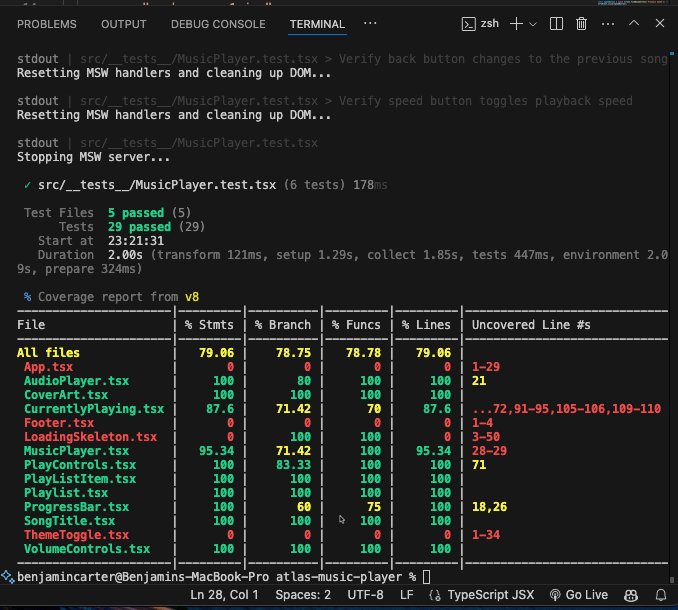 PROBLEMS OUTPUT DEBUG CONSOLE TERMINAL ··· zsh
stdout | src/__tests__/MusicPlayer.test.tsx > Verify back button changes to the previous song
Resetting MSW handlers and cleaning up DOM...
stdout | src/__tests__/MusicPlayer.test.tsx > Verify speed button toggles playback speed
Resetting MSW handlers and cleaning up DOM...
stdout | src/__tests__/MusicPlayer.test.tsx
Stopping MSW server...
✓ src/__tests__/MusicPlayer.test.tsx (6 tests) 178ms
Test Files 5 passed (5)
Tests 29 passed (29)
Start at 23:21:31
Duration 2.00s (transform 121ms, setup 1.29s, collect 1.85s, tests 447ms, environment 2.0
9s, prepare 324ms)
% Coverage report from v8
File | % Stmts | % Branch | % Funcs | % Lines | Uncovered Line #s
All files | 79.06 | 78.75 | 78.78 | 79.06 |
App.tsx | 0 | 0 | 0 | 0 | 1-29
AudioPlayer.tsx | 100 | 80 | 100 | 100 | 21
CoverArt.tsx | 100 | 100 | 100 | 100 |
CurrentlyPlaying.tsx | 87.6 | 71.42 | 70 | 87.6 | ...72,91-95,105-106,109-110
Footer.tsx | 0 | 0 | 0 | 0 | 1-4
LoadingSkeleton.tsx | 0 | 100 | 100 | 0 | 3-50
MusicPlayer.tsx | 95.34 | 71.42 | 100 | 95.34 | 28-29
PlayControls.tsx | 100 | 83.33 | 100 | 100 | 71
PlayListItem.tsx | 100 | 100 | 100 | 100 |
Playlist.tsx | 100 | 100 | 100 | 100 |
ProgressBar.tsx | 100 | 60 | 75 | 100 | 18,26
SongTitle.tsx | 100 | 100 | 100 | 100 |
ThemeToggle.tsx | 0 | 0 | 0 | 0 | 1-34
VolumeControls.tsx | 100 | 100 | 100 | 100 |
benjamincarter@Benjamins-MacBook-Pro atlas-music-player %
Ln 28, Col 1 Spaces: 2 UTF-8 LF {} TypeScript JSX Go Live